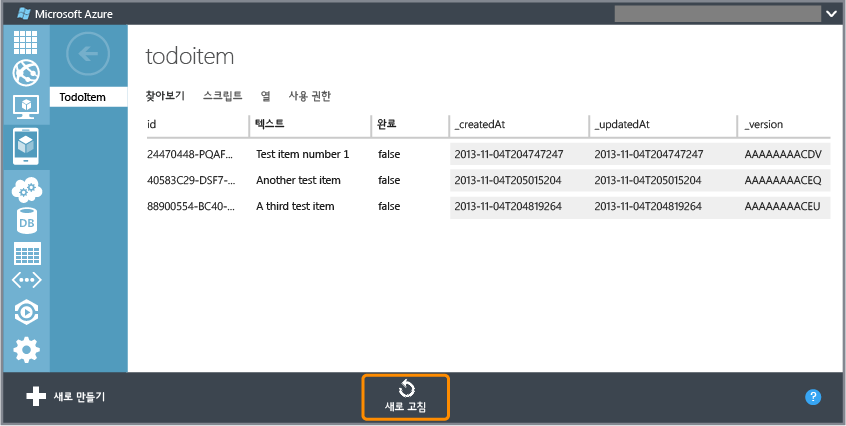 Microsoft Azure
todoitem
TodoItem
찾아보기 스크립트 열 사용 권한
id 텍스트 완료 _createdAt _updatedAt _version
24470448-PQAF... Test item number 1 false 2013-11-04T204747247 2013-11-04T204747247 AAAAAAAACDV
40583C29-DSF7-... Another test item false 2013-11-04T205015204 2013-11-04T205015204 AAAAAAAACEQ
88900554-BC40-... A third test item false 2013-11-04T204819264 2013-11-04T204819264 AAAAAAAACEU
DB
새로 만들기 새로 고침 ?